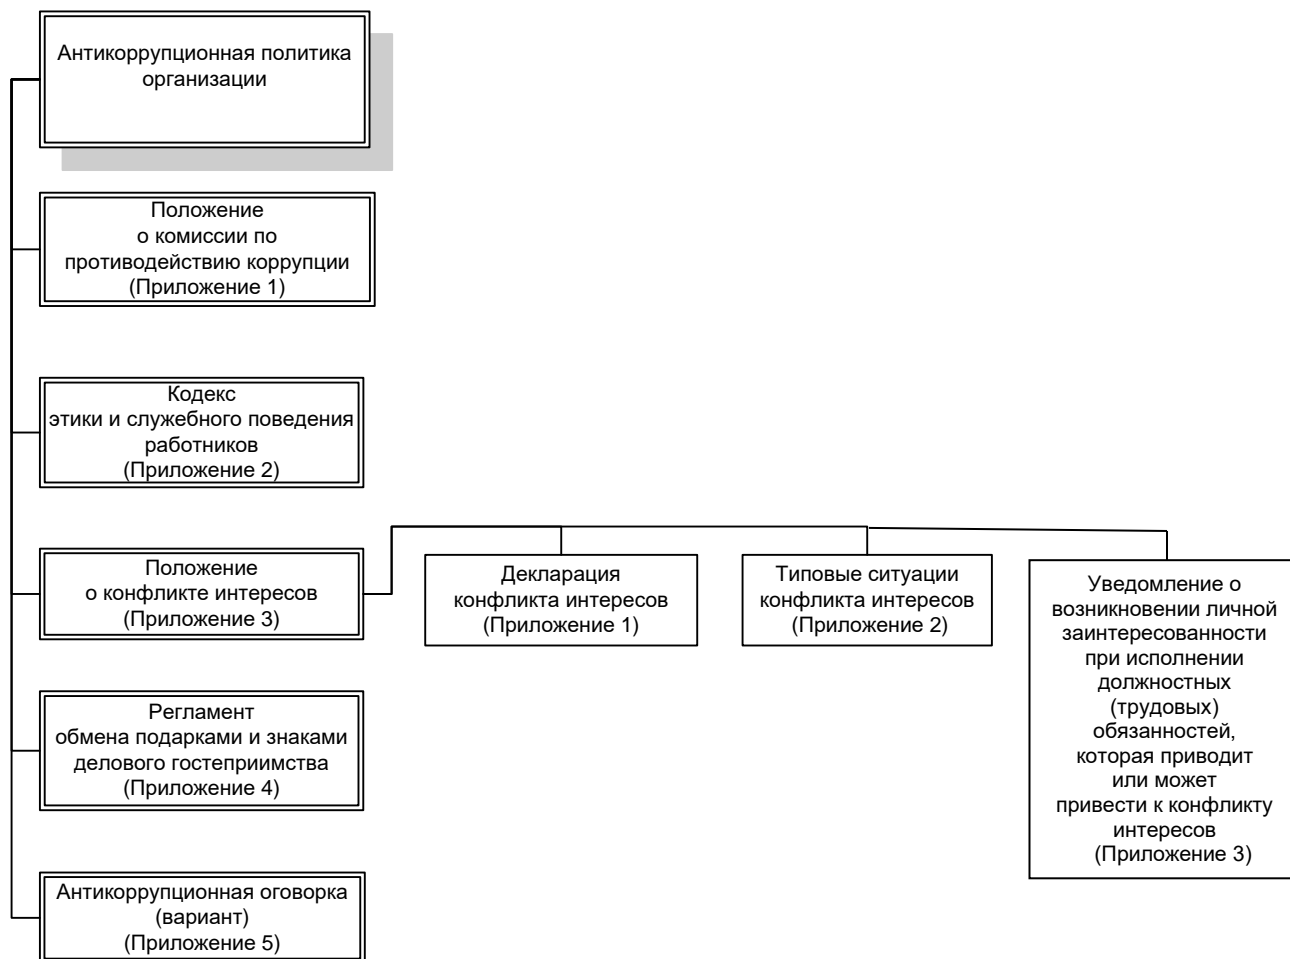 Антикоррупционная политика
организации
Положение
о комиссии по
противодействию коррупции
(Приложение 1)
Кодекс
этики и служебного поведения
работников
(Приложение 2)
Положение
о конфликте интересов
(Приложение 3)
Декларация
конфликта интересов
(Приложение 1)
Типовые ситуации
конфликта интересов
(Приложение 2)
Уведомление о
возникновении личной
заинтересованности
при исполнении
должностных
(трудовых)
обязанностей,
которая приводит
или может
привести к конфликту
интересов
(Приложение 3)
Регламент
обмена подарками и знаками
делового гостеприимства
(Приложение 4)
Антикоррупционная оговорка
(вариант)
(Приложение 5)